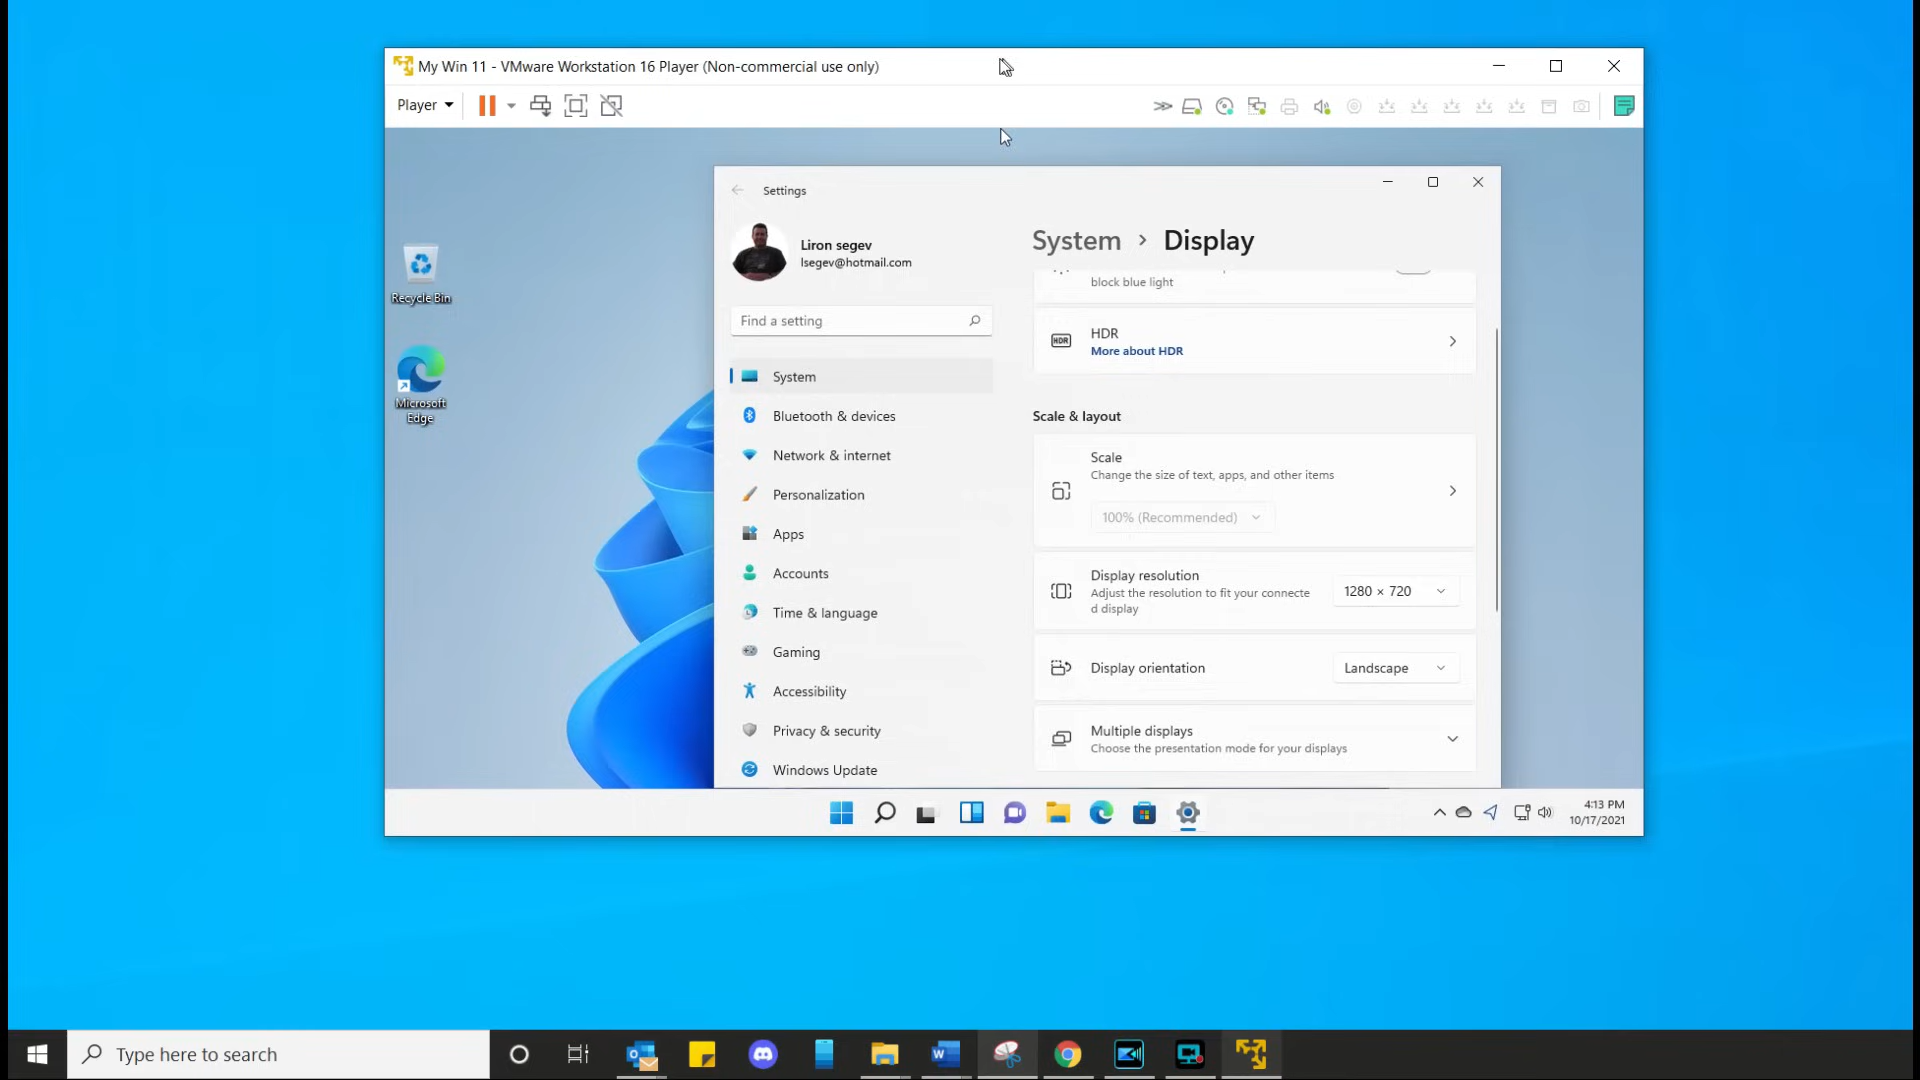 My Win 11 - VMware Workstation 16 Player (Non-commercial use only)
Player
Recycle Bin
Microsoft
Edge
Settings
Liron segev
lsegev@hotmail.com
Find a setting
System
Bluetooth & devices
Network & internet
Personalization
Apps
Accounts
Time & language
Gaming
Accessibility
Privacy & security
Windows Update
System > Display
block blue light
HDR
HDR
More about HDR
Scale & layout
Scale
Change the size of text, apps, and other items
100% (Recommended)
Display resolution
Adjust the resolution to fit your connecte
d display
1280 × 720
Display orientation
Landscape
Multiple displays
Choose the presentation mode for your displays
4:13 PM
10/17/2021
Type here to search